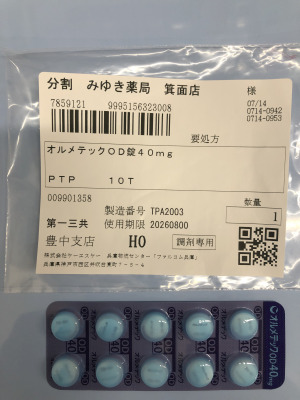 分割 みゆき薬局 箕面店 様
7859121 9995156323008
07/14
0714-0942
0714-0953
要処方
オルメテックOD錠40mg
PTP 10T
009901358
製造番号 TPA2003
数量
第一三共 使用期限 20260800
1
豊中支店 H0 調剤専用
オルメテックOD40mg